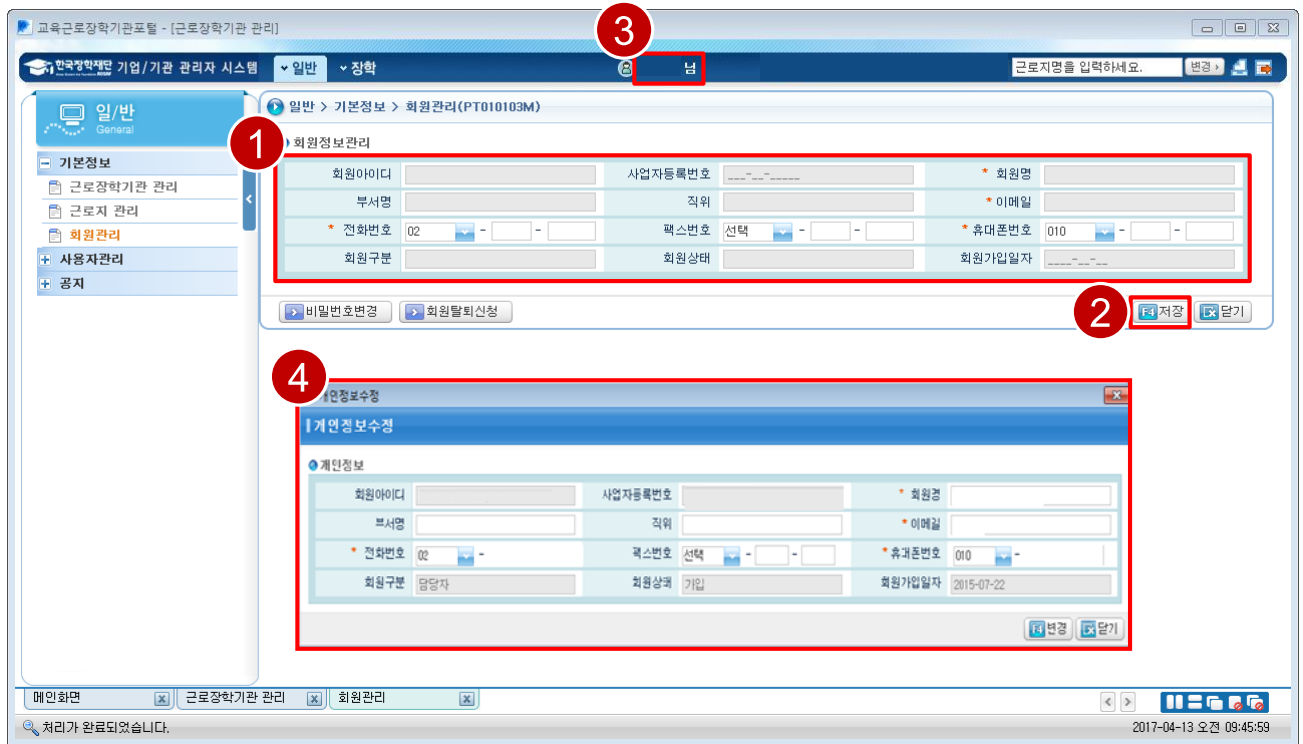 교육근로장학기관포털 - [근로장학기관 관리]
3
한국장학재단 기업/기관 관리자 시스템 일반 장학 님 근로지명을 입력하세요. 변경
일/반
General
기본정보
근로장학기관 관리
근로지 관리
회원관리
사용자관리
공지
일반 > 기본정보 > 회원관리(PT010103M)
1
회원정보관리
회원아이디 사업자등록번호 ___-__-_____ * 회원명
부서명 직위 * 이메일
* 전화번호 02 - - 팩스번호 선택 - - * 휴대폰번호 010 - -
회원구분 회원상태 회원가입일자 ____-__-__
비밀번호변경 회원탈퇴신청 2 F4 저장 닫기
4
개인정보수정
개인정보수정
개인정보
회원아이디 사업자등록번호 * 회원명
부서명 직위 * 이메일
* 전화번호 02 - 팩스번호 선택 - - * 휴대폰번호 010 -
회원구분 담당자 회원상태 가입 회원가입일자 2015-07-22
F4 변경 닫기
메인화면 근로장학기관 관리 회원관리
처리가 완료되었습니다. 2017-04-13 오전 09:45:59